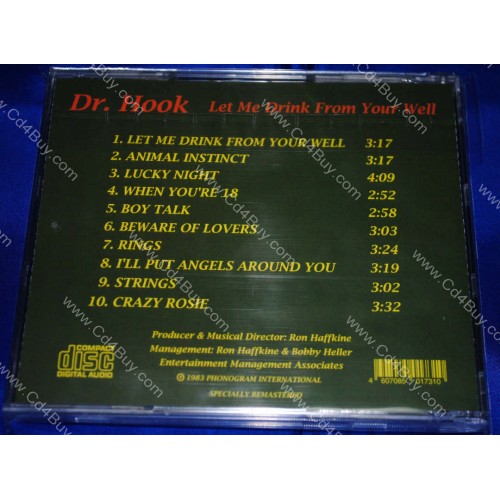 Dr. Hook Let Me Drink From Your Well
1. LET ME DRINK FROM YOUR WELL 3:17
2. ANIMAL INSTINCT 3:17
3. LUCKY NIGHT 4:09
4. WHEN YOU'RE 18 2:52
5. BOY TALK 2:58
6. BEWARE OF LOVERS 3:03
7. RINGS 3:24
8. I'LL PUT ANGELS AROUND YOU 3:19
9. STRINGS 3:02
10. CRAZY ROSIE 3:32
Producer & Musical Director: Ron Haffkine
Management: Ron Haffkine & Bobby Heller
Entertainment Management Associates
℗ 1983 PHONOGRAM INTERNATIONAL
SPECIALLY REMASTERED
COMPACT
disc
DIGITAL AUDIO
www.Cd4Buy.com